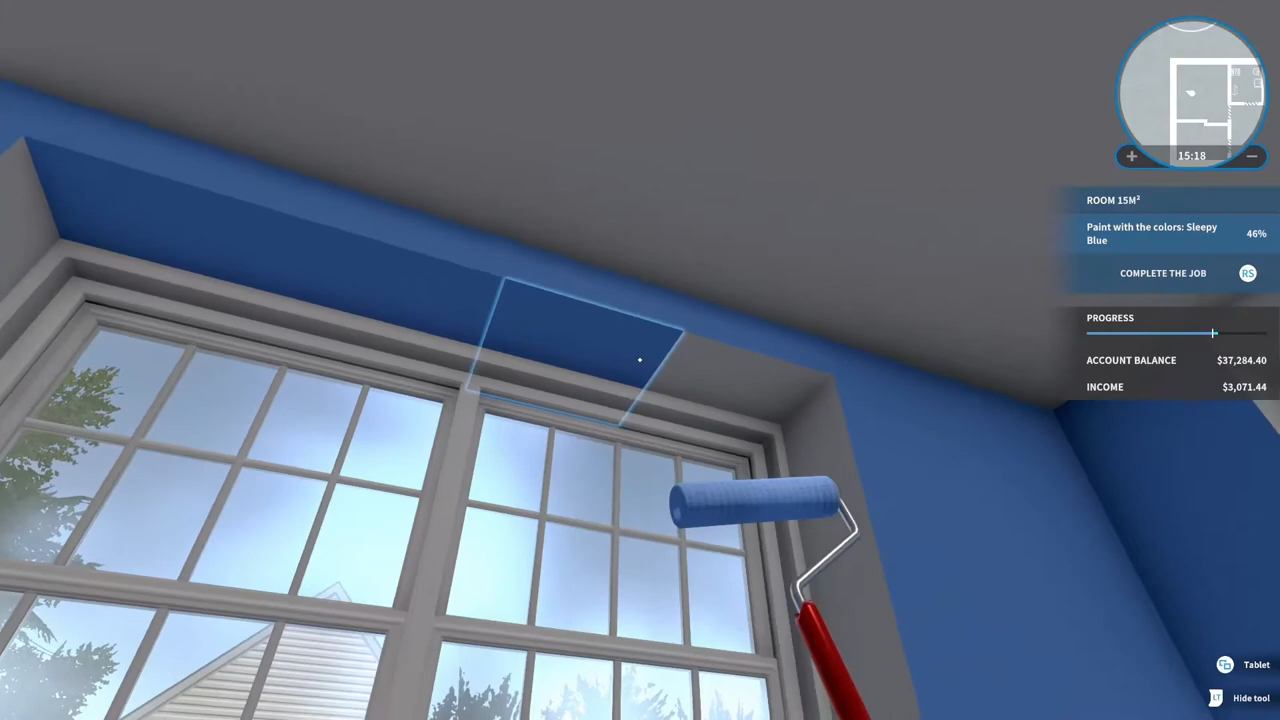 15:18
ROOM 15M²
Paint with the colors: Sleepy
Blue
46%
COMPLETE THE JOB RS
PROGRESS
ACCOUNT BALANCE $37,284.40
INCOME $3,071.44
Tablet
LT Hide tool